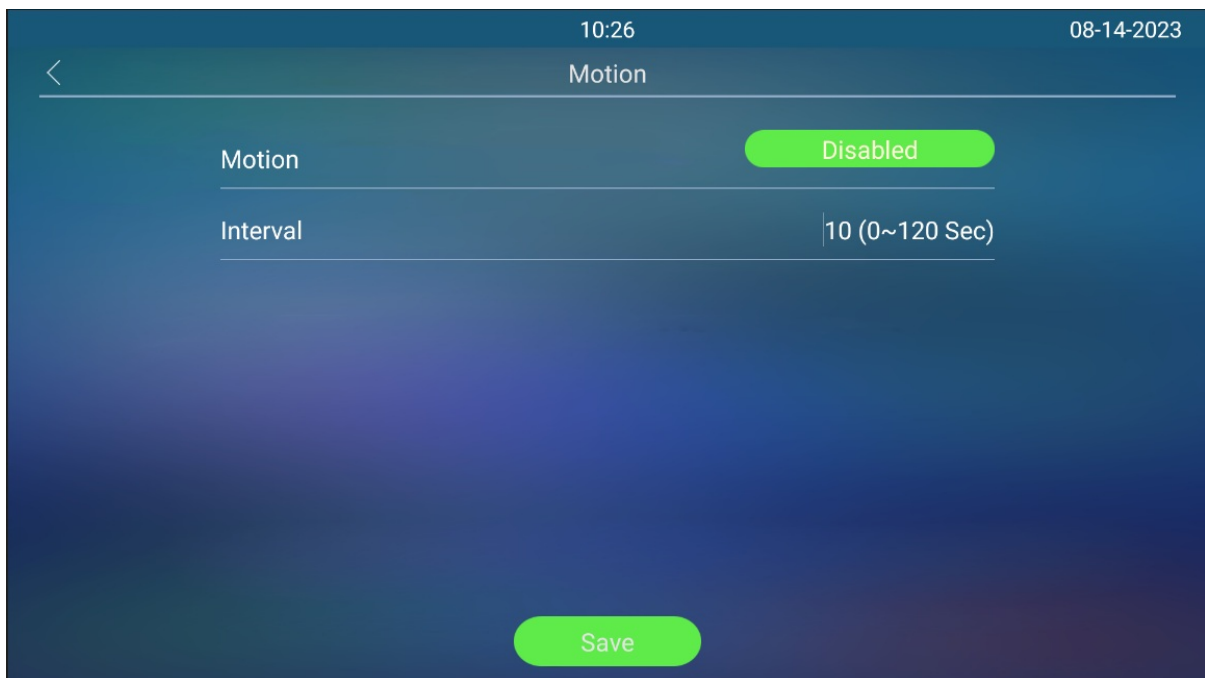 10:26 08-14-2023
Motion
Motion Disabled
Interval 10 (0~120 Sec)
Save